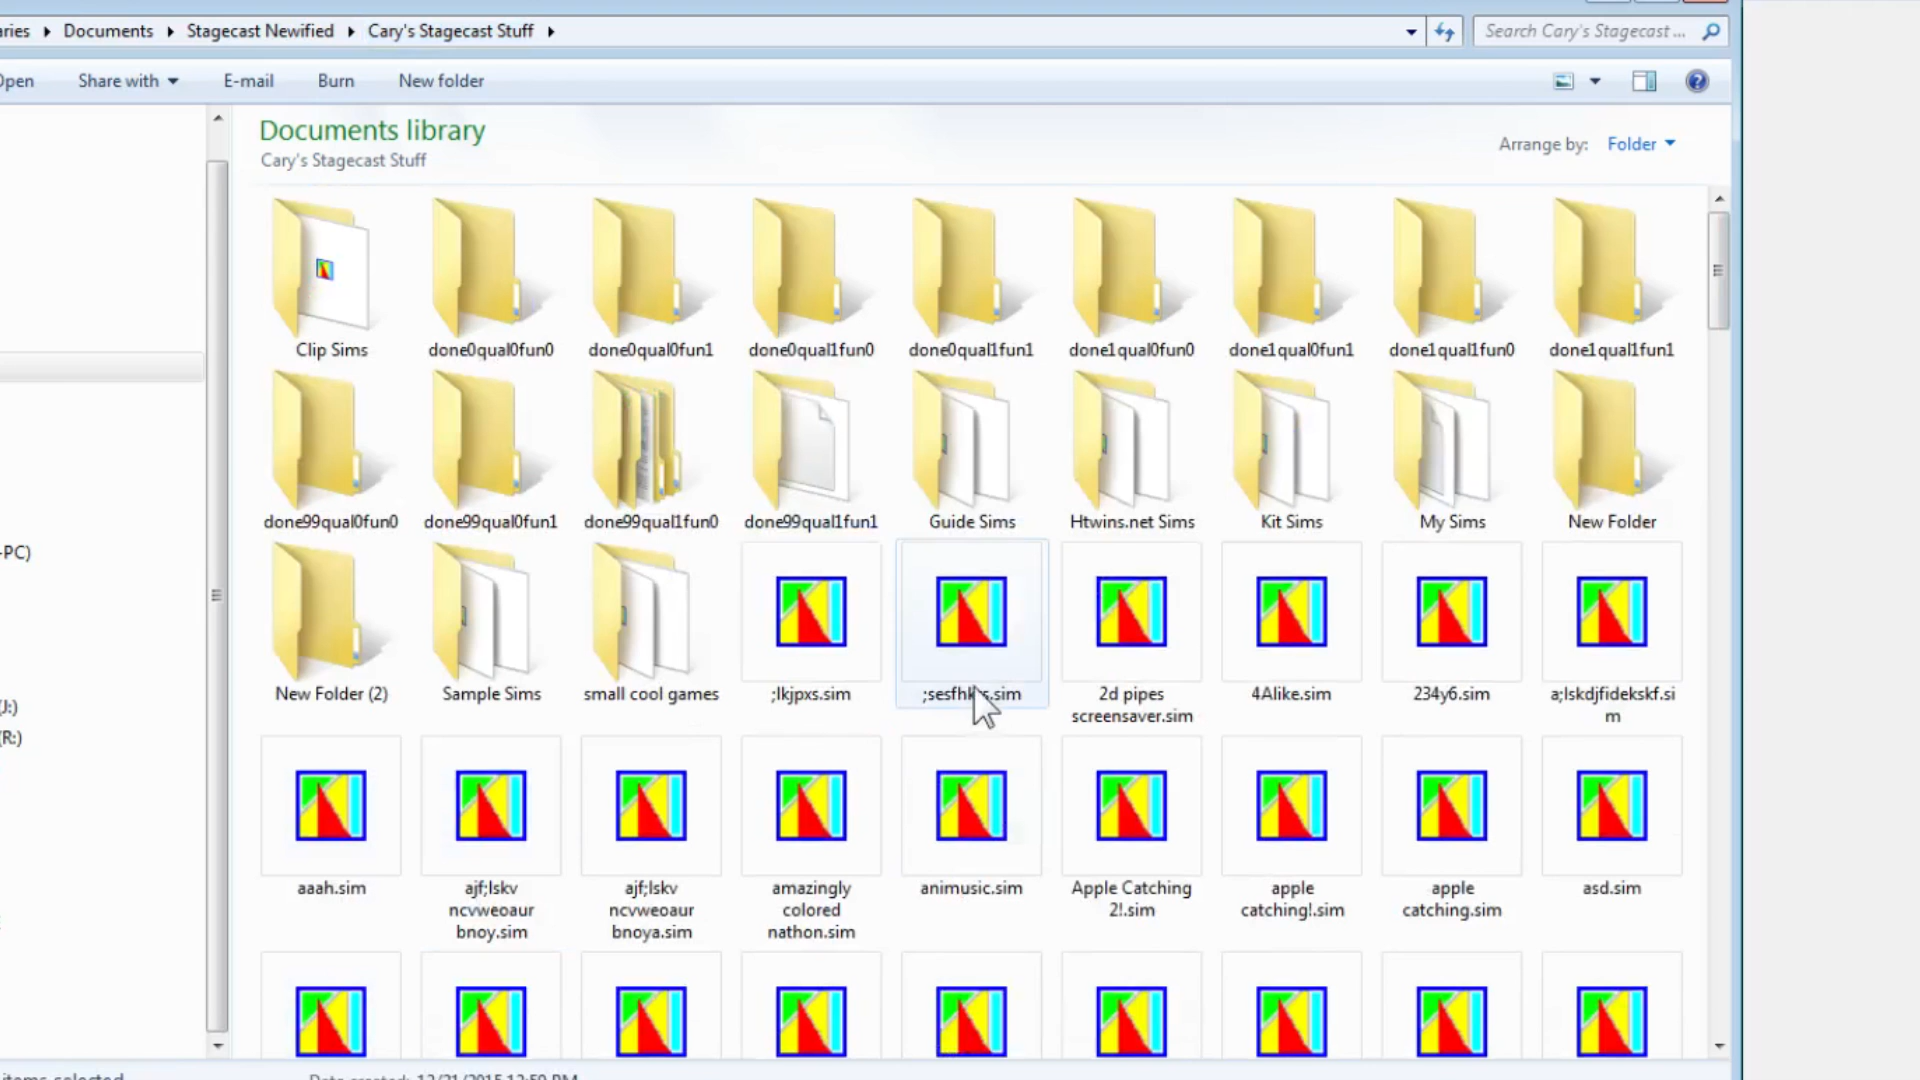 Documents Stagecast Newified Cary's Stagecast Stuff Search Cary's Stagecast ...
Share with E-mail Burn New folder
Documents library
Cary's Stagecast Stuff
Arrange by: Folder
Clip Sims done0qual0fun0 done0qual0fun1 done0qual1fun0 done0qual1fun1 done1qual0fun0 done1qual0fun1 done1qual1fun0 done1qual1fun1
done99qual0fun0 done99qual0fun1 done99qual1fun0 done99qual1fun1 Guide Sims Htwins.net Sims Kit Sims My Sims New Folder
-PC)
New Folder (2) Sample Sims small cool games ;lkjpxs.sim 2d pipes 4Alike.sim 234y6.sim a;lskdjfidekskf.si
screensaver.sim m
(J:)
(R:)
aaah.sim ajf;lskv ajf;lskv amazingly animusic.sim Apple Catching apple apple asd.sim
ncvweoaur ncvweoaur colored 2!.sim catching!.sim catching.sim
bnoy.sim bnoya.sim nathon.sim